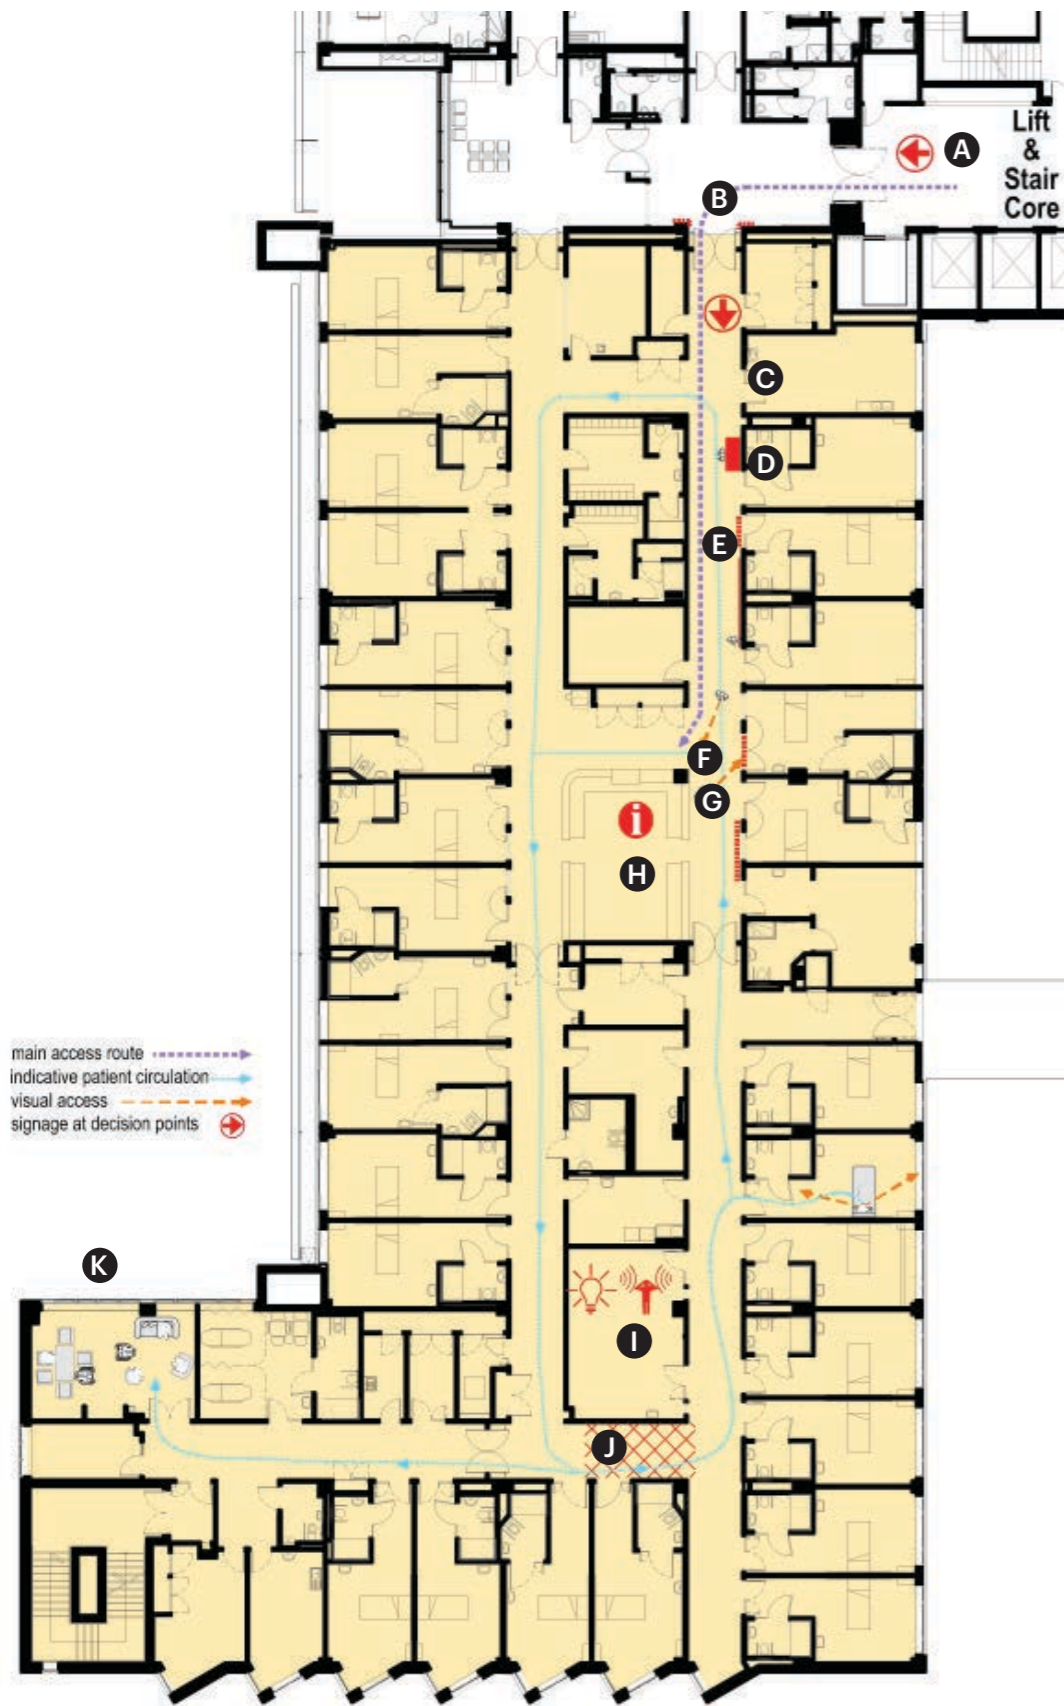 A
Lift
&
Stair
Core
B
C
D
E
F
G
i
H
main access route
indicative patient circulation
visual access
signage at decision points
K
I
J